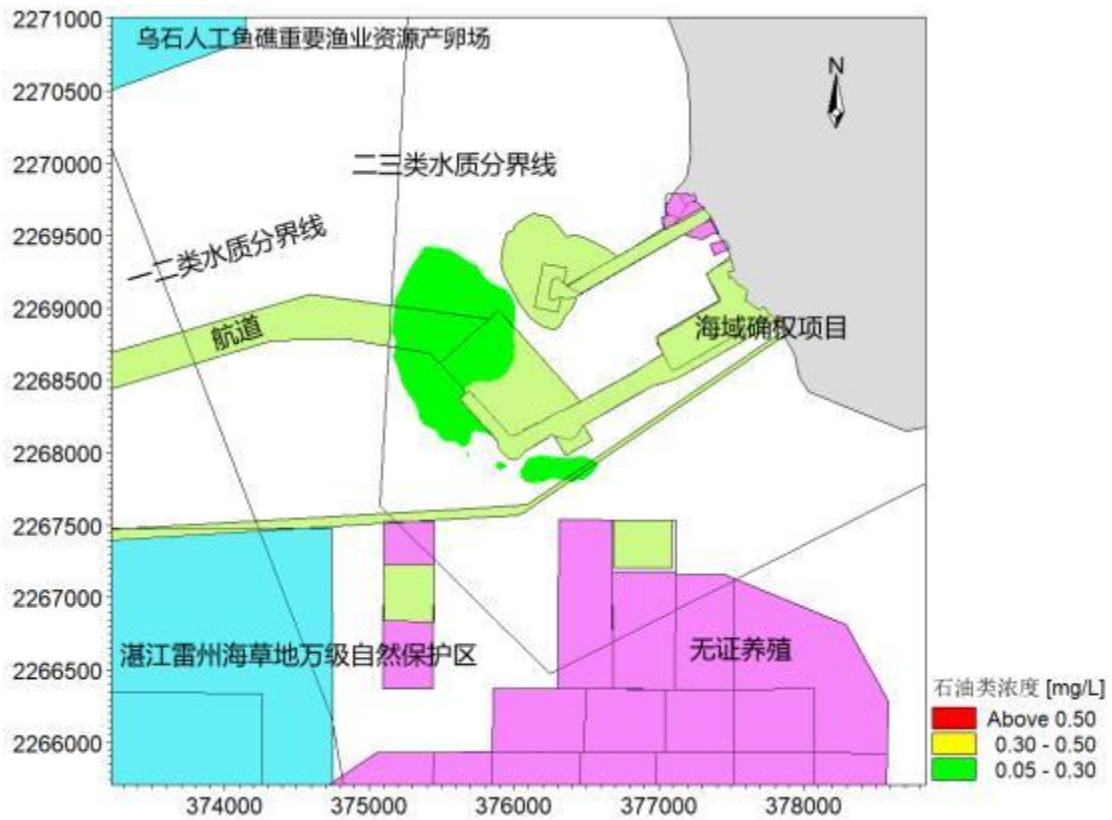 2271000
乌石人工鱼礁重要渔业资源产卵场
N
2270500
2270000
二三类水质分界线
2269500
一二类水质分界线
2269000
航道
海域确权项目
2268500
2268000
2267500
2267000
湛江雷州海草地万级自然保护区
无证养殖
2266500
石油类浓度 [mg/L]
Above 0.50
2266000
0.30 - 0.50
0.05 - 0.30
374000 375000 376000 377000 378000